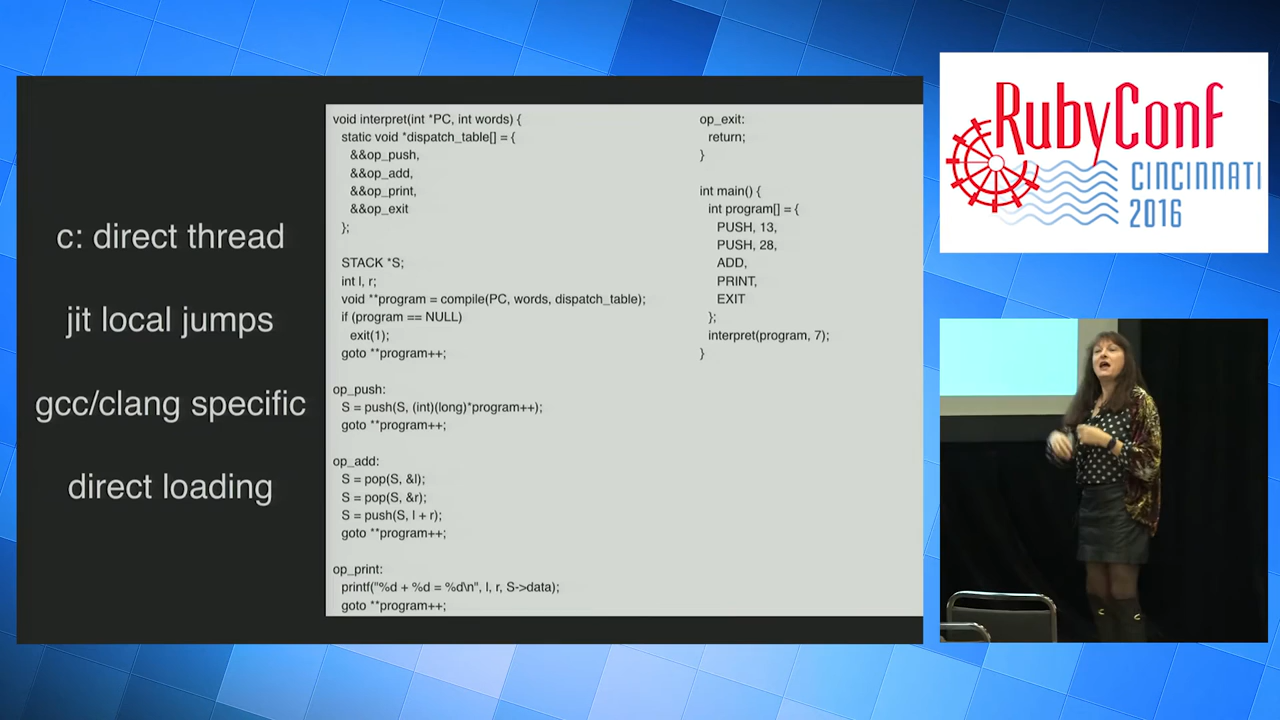 c: direct thread
jit local jumps
gcc/clang specific
direct loading
void interpret(int *PC, int words) {
static void *dispatch_table[] = {
&&op_push,
&&op_add,
&&op_print,
&&op_exit
};
STACK *S;
int l, r;
void **program = compile(PC, words, dispatch_table);
if (program == NULL)
exit(1);
goto **program++;
op_push:
S = push(S, (int)(long)*program++);
goto **program++;
op_add:
S = pop(S, &l);
S = pop(S, &r);
S = push(S, l + r);
goto **program++;
op_print:
printf("%d + %d = %d\n", l, r, S->data);
goto **program++;
op_exit:
return;
}
int main() {
int program[] = {
PUSH, 13,
PUSH, 28,
ADD,
PRINT,
EXIT
};
interpret(program, 7);
}
RubyConf
CINCINNATI
2016